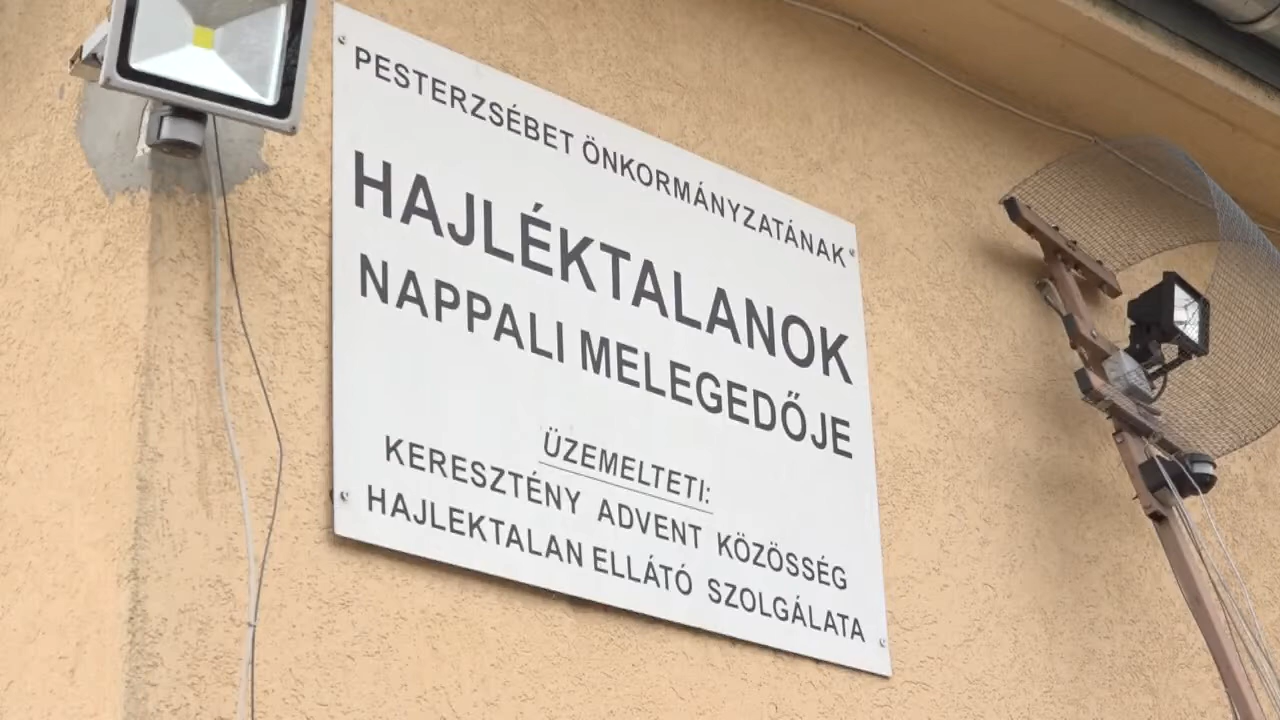 PESTERZSÉBET ÖNKORMÁNYZATÁNAK
HAJLÉKTALANOK
NAPPALI MELEGEDŐJE
ÜZEMELTETI:
KERESZTÉNY ADVENT KÖZÖSSÉG
HAJLEKTALAN ELLÁTÓ SZOLGÁLATA